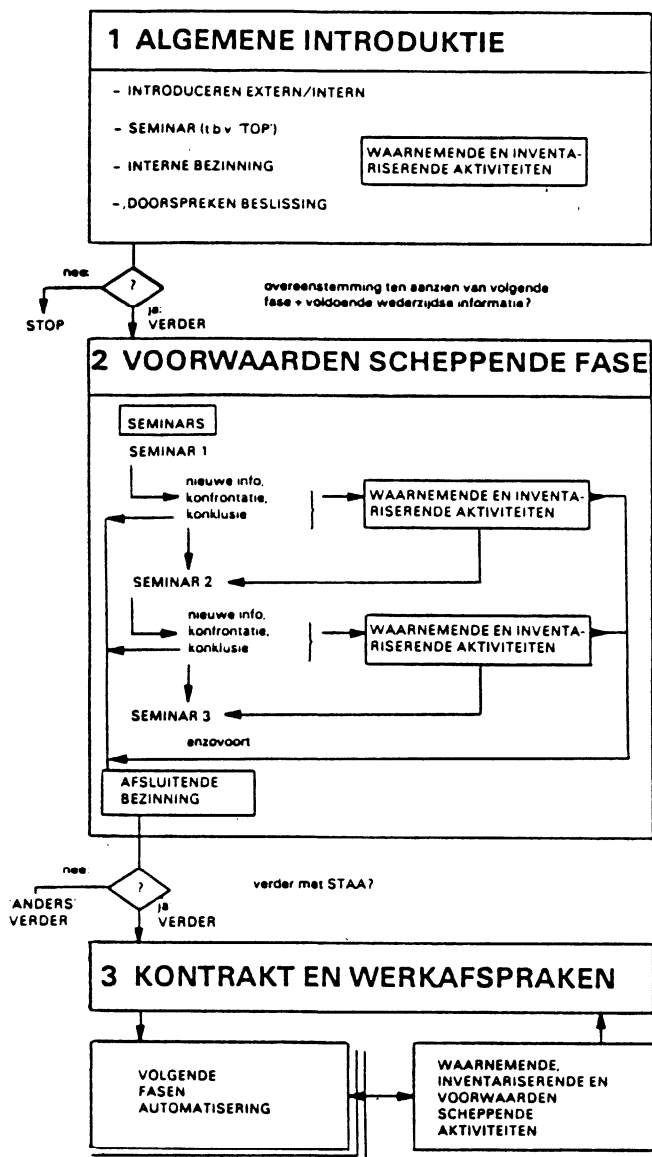 1 ALGEMENE INTRODUKTIE
- INTRODUCEREN EXTERN/INTERN
- SEMINAR (t b v 'TOP')
- INTERNE BEZINNING
-, DOORSPREKEN BESLISSING
WAARNEMENDE EN INVENTA-
RISERENDE AKTIVITEITEN
nee:
?
STOP
ja:
VERDER
overeenstemming ten aanzien van volgende
fase + voldoende wederzijdse informatie?
2 VOORWAARDEN SCHEPPENDE FASE
SEMINARS
SEMINAR 1
nieuwe info,
konfrontatie,
konklusie
WAARNEMENDE EN INVENTA-
RISERENDE AKTIVITEITEN
SEMINAR 2
nieuwe info,
konfrontatie,
konklusie
WAARNEMENDE EN INVENTA-
RISERENDE AKTIVITEITEN
SEMINAR 3
enzovoort
AFSLUITENDE
BEZINNING
nee:
?
'ANDERS'
VERDER
ja:
VERDER
verder met STAA?
3 KONTRAKT EN WERKAFSPRAKEN
VOLGENDE
FASEN
AUTOMATISERING
WAARNEMENDE,
INVENTARISERENDE EN
VOORWAARDEN
SCHEPPENDE
AKTIVITEITEN